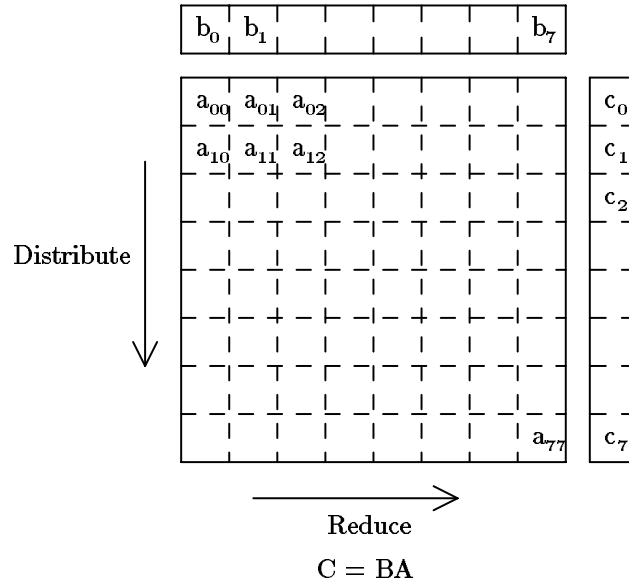 b₀ b₁ b₇
a₀₀ a₀₁ a₀₂ c₀
a₁₀ a₁₁ a₁₂ c₁
c₂
Distribute
a₇₇ c₇
Reduce
C = BA